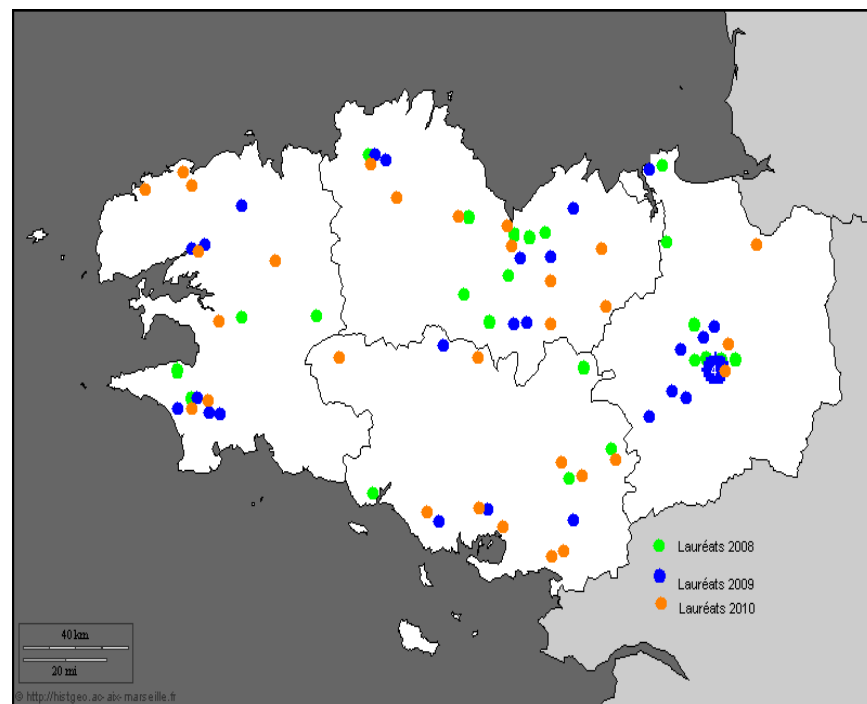 4
Lauréats 2008
Lauréats 2009
Lauréats 2010
40 km
20 mi
© http://histgeo.ac-aix-marseille.fr